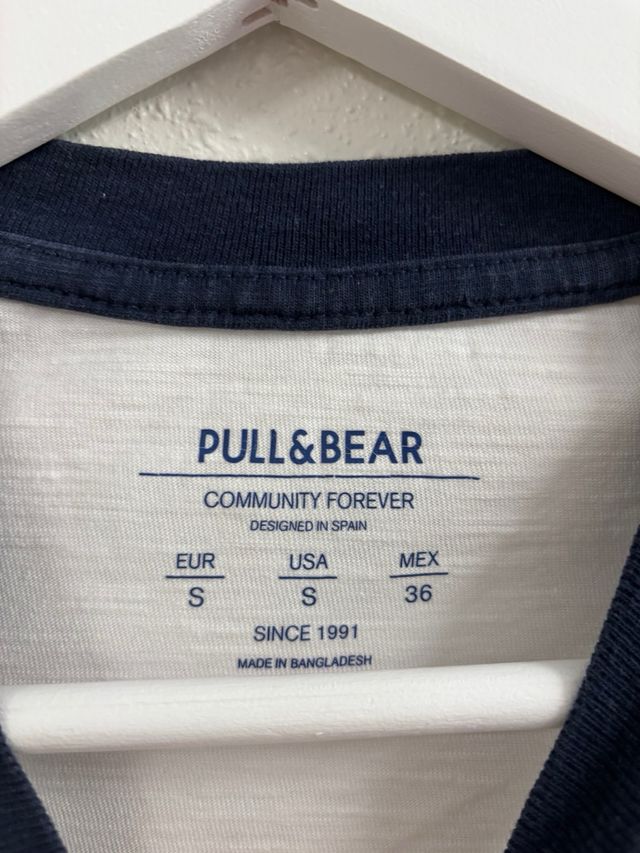 PULL&BEAR
COMMUNITY FOREVER
DESIGNED IN SPAIN
EUR USA MEX
S S 36
SINCE 1991
MADE IN BANGLADESH